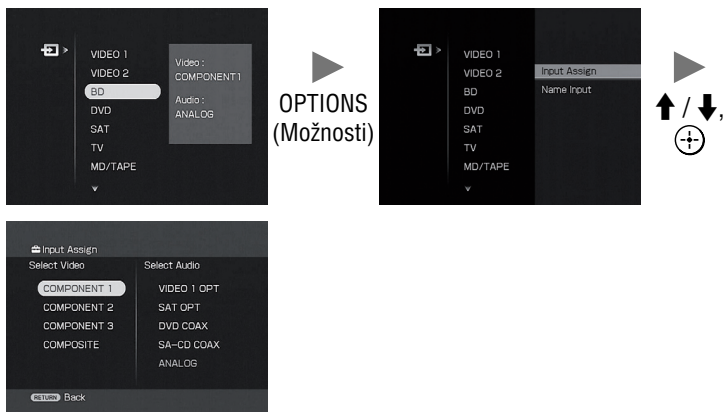 VIDEO 1
VIDEO 2
BD
DVD
SAT
TV
MD/TAPE
Video :
COMPONENT1
Audio :
ANALOG
OPTIONS
(Možnosti)
VIDEO 1
VIDEO 2
BD
DVD
SAT
TV
MD/TAPE
Input Assign
Name Input
/ ,
Input Assign
Select Video
Select Audio
COMPONENT 1
COMPONENT 2
COMPONENT 3
COMPOSITE
VIDEO 1 OPT
SAT OPT
DVD COAX
SA-CD COAX
ANALOG
RETURN Back